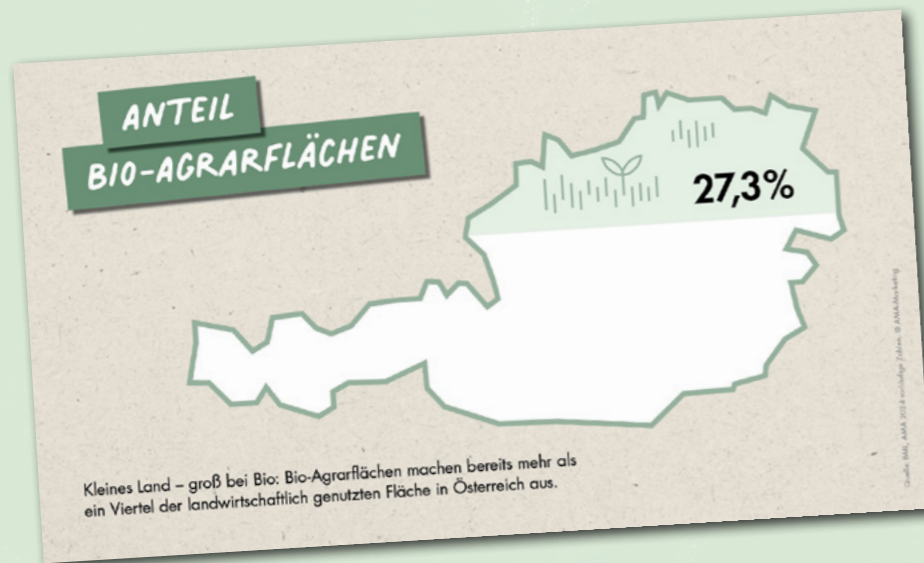 ANTEIL
BIO-AGRARFLÄCHEN
27,3%
Kleines Land – groß bei Bio: Bio-Agrarflächen machen bereits mehr als
ein Viertel der landwirtschaftlich genutzten Fläche in Österreich aus.